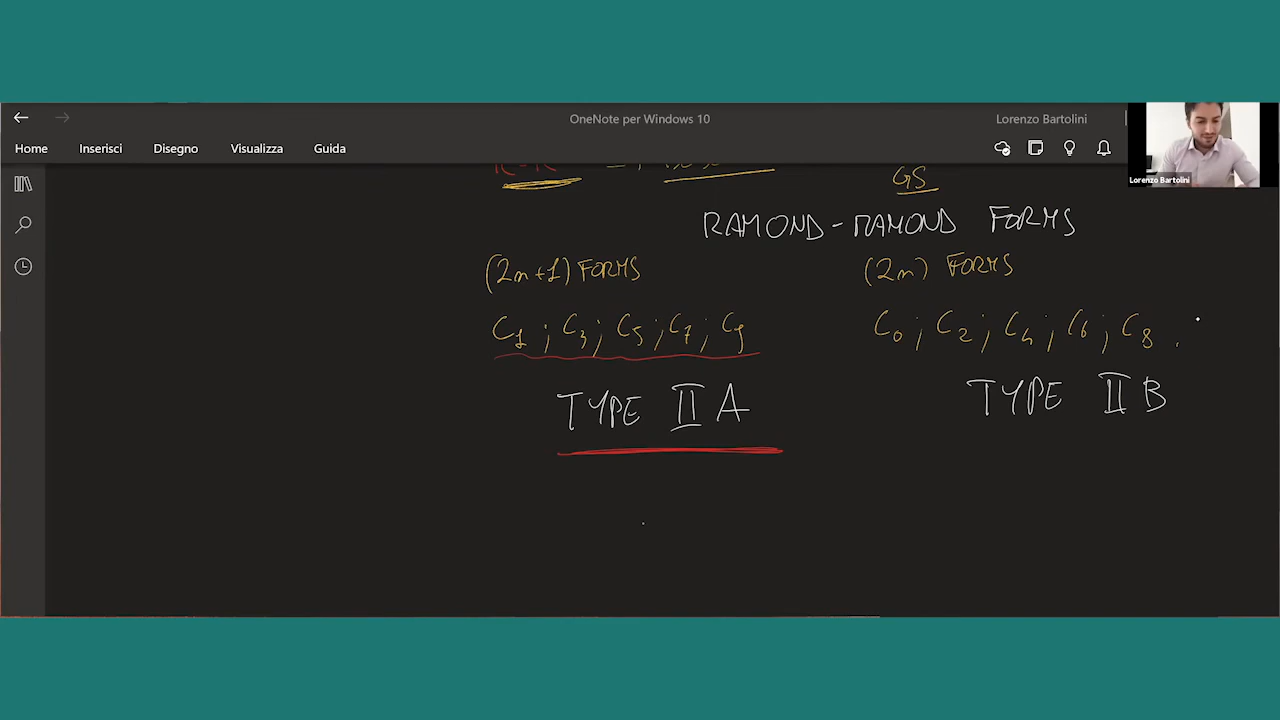 OneNote per Windows 10
Lorenzo Bartolini
Home Inserisci Disegno Visualizza Guida
Lorenzo Bartolini
GS
RAMOND-RAMOND FORMS
(2n+1) FORMS (2n) FORMS
C1 ; C3 ; C5 ; C7 ; C9 C0 ; C2 ; C4 ; C6 ; C8 .
TYPE II A TYPE II B